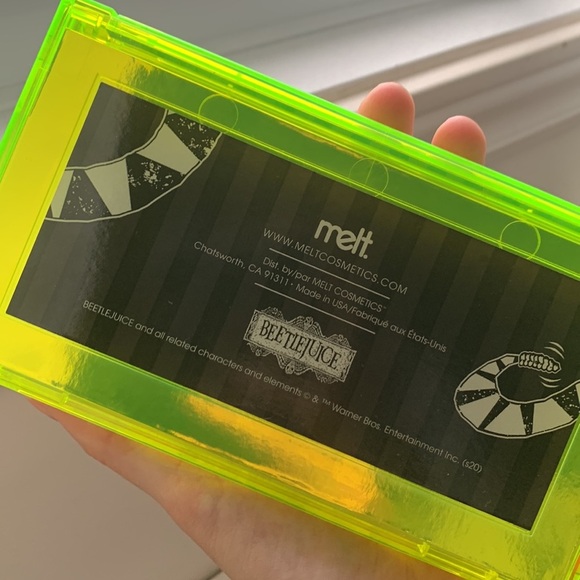 melt.
WWW.MELTCOSMETICS.COM
Dist. by/par MELT COSMETICS®
Chatsworth, CA 91311 • Made in USA/Fabriqué aux États-Unis
BEETLEJUICE
BEETLEJUICE and all related characters and elements © & ™ Warner Bros. Entertainment Inc. (s20)